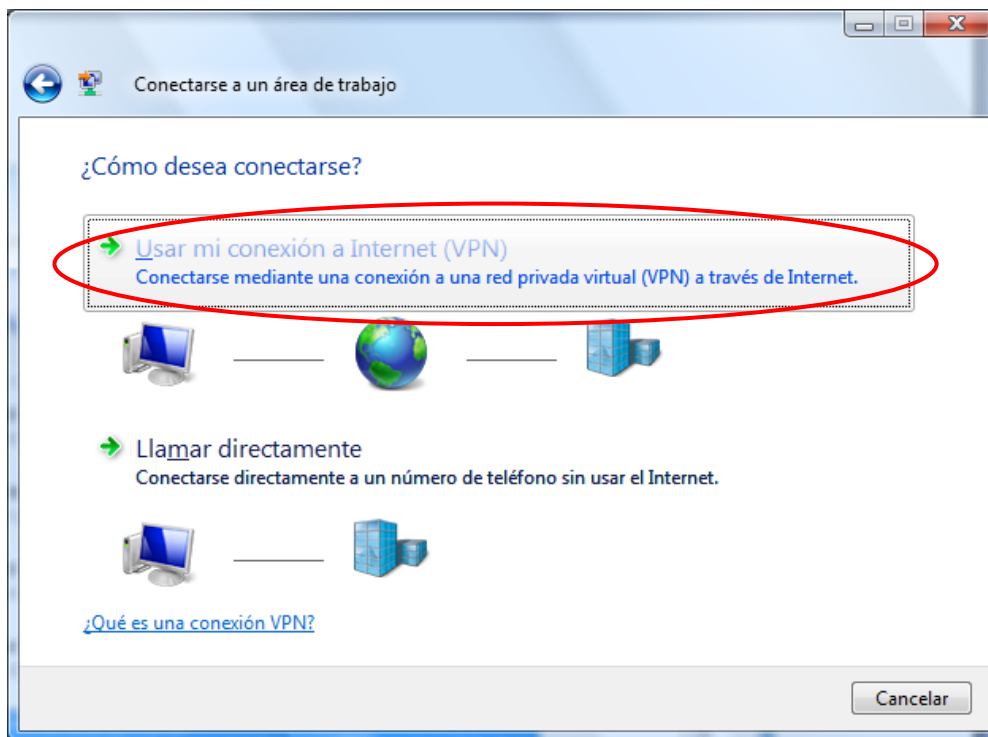 Conectarse a un área de trabajo
¿Cómo desea conectarse?
Usar mi conexión a Internet (VPN)
Conectarse mediante una conexión a una red privada virtual (VPN) a través de Internet.
Llamar directamente
Conectarse directamente a un número de teléfono sin usar el Internet.
¿Qué es una conexión VPN?
Cancelar